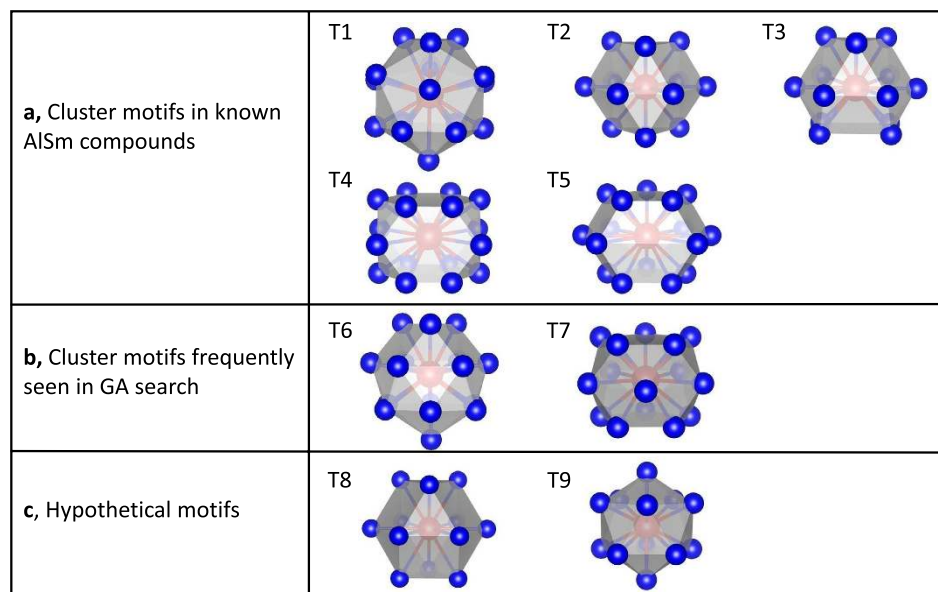 T1
T2
T3
a, Cluster motifs in known
AlSm compounds
T4
T5
b, Cluster motifs frequently
seen in GA search
T6
T7
c, Hypothetical motifs
T8
T9